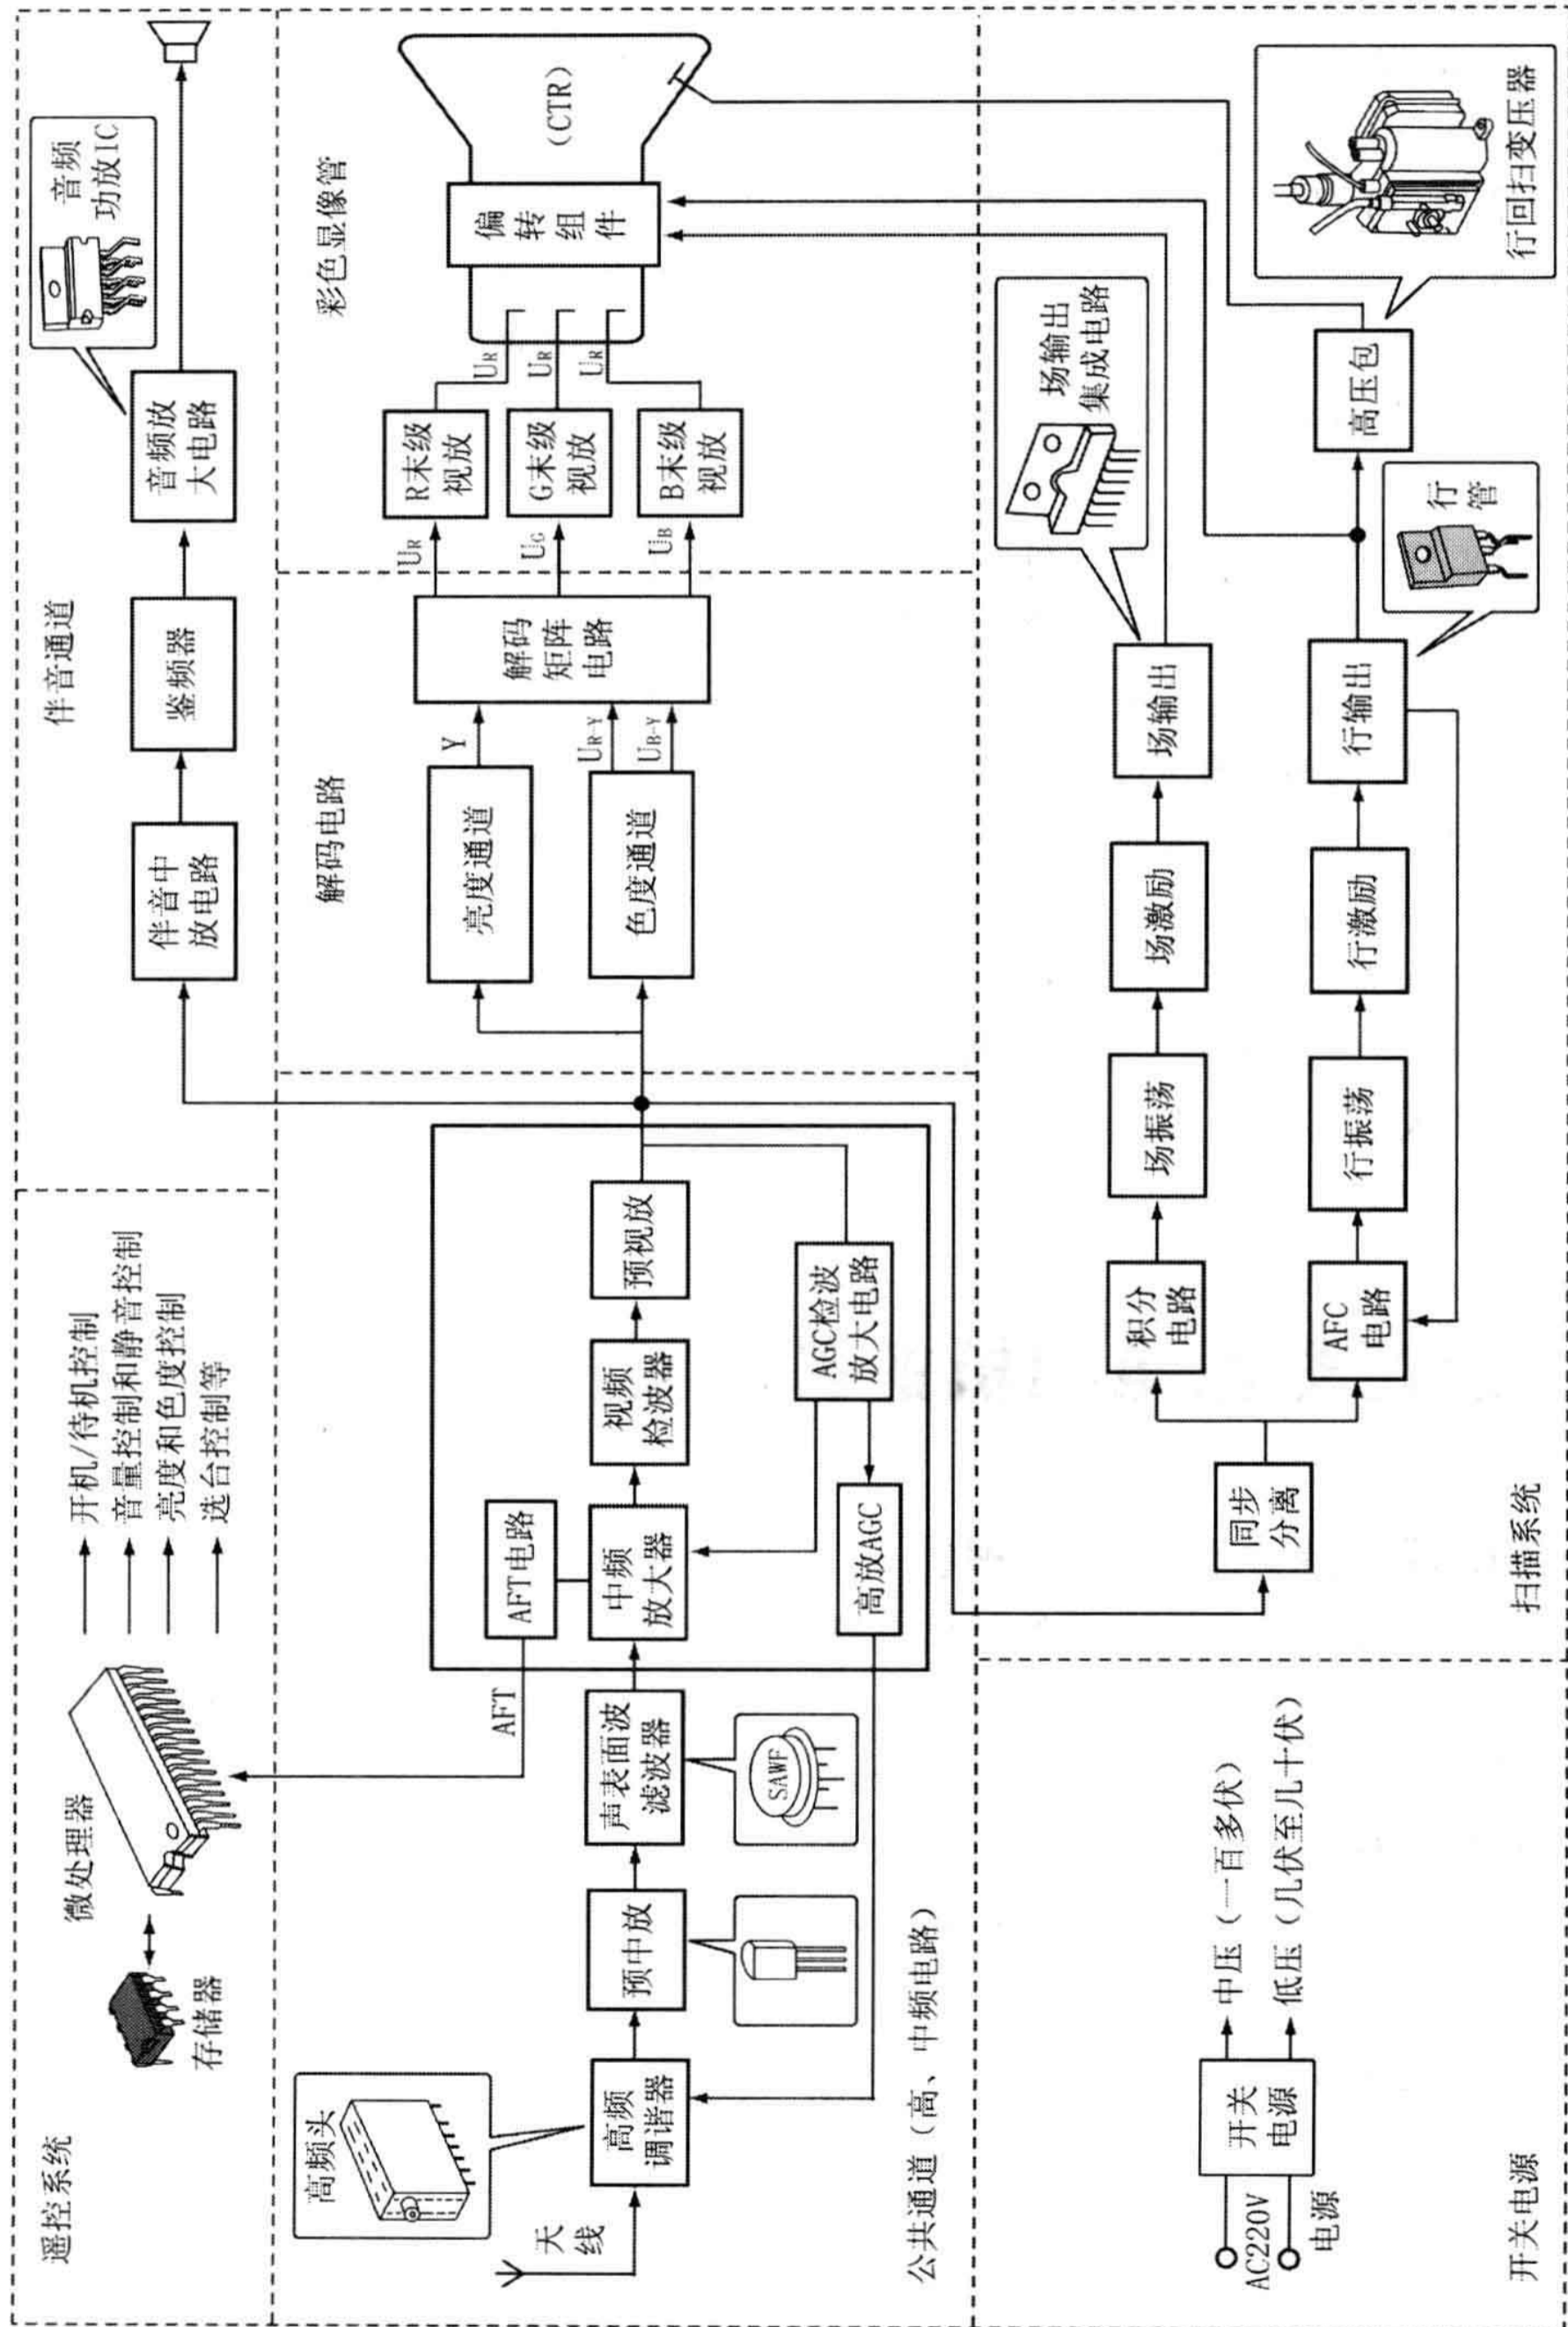 遥控系统
存储器
微处理器
开机/待机控制
音量控制和静音控制
亮度和色度控制
选台控制等
伴音通道
伴音中
放电路
鉴频器
音频放
大电路
音频
功放IC
高频头
天
线
高频
调谐器
预中放
声表面波
滤波器
SAWF
AFT
AFT电路
中频
放大器
视频
检波器
预视放
AGC检波
放大电路
高放AGC
公共通道（高、中频电路）
解码电路
亮度通道
色度通道
Y
UR-Y
UB-Y
解码
矩阵
电路
UR
UG
UB
彩色显像管
R末级
视放
G末级
视放
B末级
视放
UR
UR
UR
偏
转
组
件
(CTR)
开关电源
AC220V
电源
开关
电源
中压（一百多伏）
低压（几伏至几十伏）
扫描系统
同步
分离
积分
电路
场振荡
场激励
场输出
场输出
集成电路
AFC
电路
行振荡
行激励
行输出
行
管
高压包
行回扫变压器